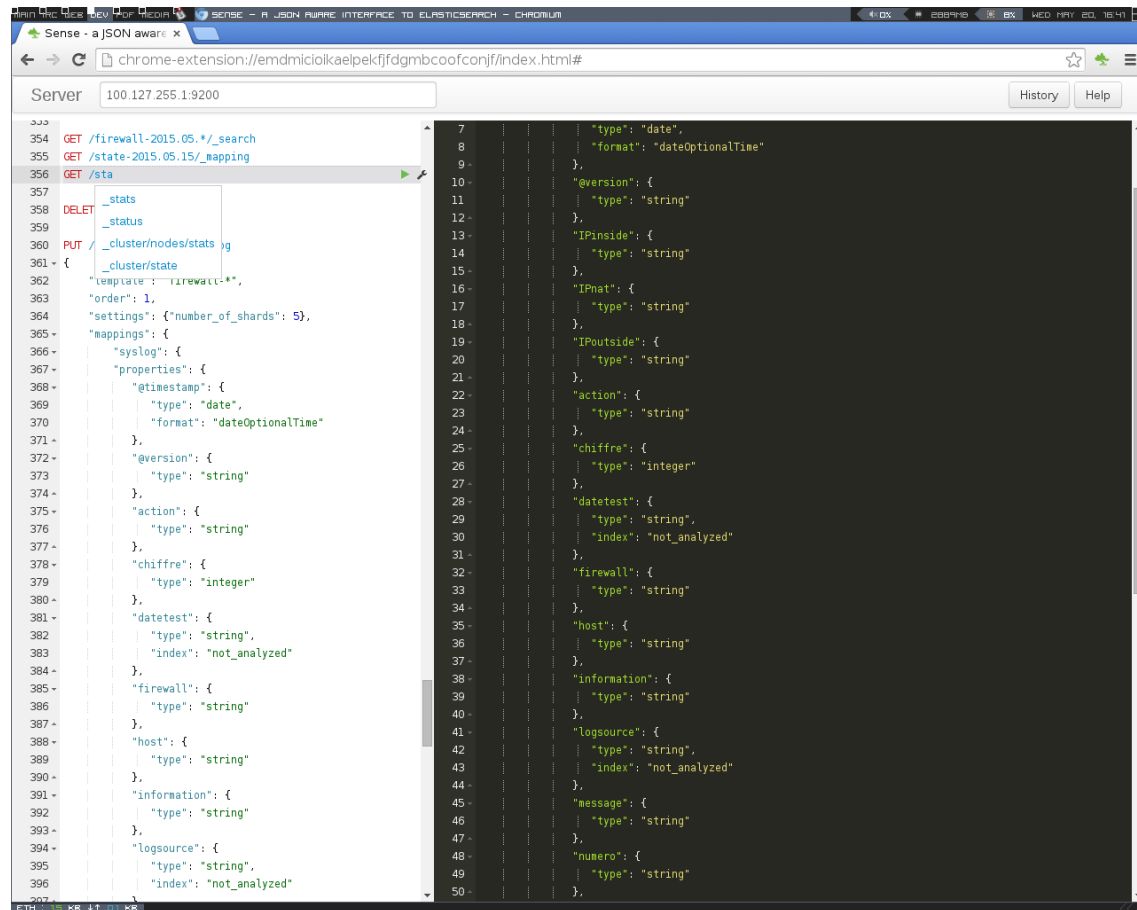 MAIN IRC WEB DEV PDF MEDIA SENSE - A JSON AWARE INTERFACE TO ELASTICSEARCH - CHROMIUM 0% 2889MB 8% WED MAY 20, 16:41
Sense - a JSON aware ×
chrome-extension://emdmicioikaelpekfjfdgmbcoofconjf/index.html#
Server 100.127.255.1:9200 History Help
353
354 GET /firewall-2015.05.*/_search
355 GET /state-2015.05.15/_mapping
356 GET /sta
357
_stats
358 DELET
_status
359
360 PUT / _cluster/nodes/stats og
361 {
_cluster/state
362 "template": "firewall-*",
363 "order": 1,
364 "settings": {"number_of_shards": 5},
365 "mappings": {
366 "syslog": {
367 "properties": {
368 "@timestamp": {
369 "type": "date",
370 "format": "dateOptionalTime"
371 },
372 "@version": {
373 "type": "string"
374 },
375 "action": {
376 "type": "string"
377 },
378 "chiffre": {
379 "type": "integer"
380 },
381 "datetest": {
382 "type": "string",
383 "index": "not_analyzed"
384 },
385 "firewall": {
386 "type": "string"
387 },
388 "host": {
389 "type": "string"
390 },
391 "information": {
392 "type": "string"
393 },
394 "logsource": {
395 "type": "string",
396 "index": "not_analyzed"
397 }
7 "type": "date",
8 "format": "dateOptionalTime"
9 },
10 "@version": {
11 "type": "string"
12 },
13 "IPinside": {
14 "type": "string"
15 },
16 "IPnat": {
17 "type": "string"
18 },
19 "IPoutside": {
20 "type": "string"
21 },
22 "action": {
23 "type": "string"
24 },
25 "chiffre": {
26 "type": "integer"
27 },
28 "datetest": {
29 "type": "string",
30 "index": "not_analyzed"
31 },
32 "firewall": {
33 "type": "string"
34 },
35 "host": {
36 "type": "string"
37 },
38 "information": {
39 "type": "string"
40 },
41 "logsource": {
42 "type": "string",
43 "index": "not_analyzed"
44 },
45 "message": {
46 "type": "string"
47 },
48 "numero": {
49 "type": "string"
50 },
ETH : 15 KB 01 KB